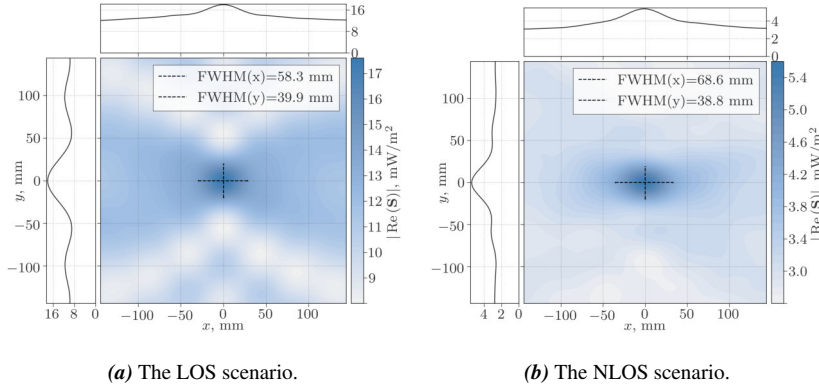 16
8
0
FWHM(x)=58.3 mm
FWHM(y)=39.9 mm
100
50
0
−50
−100
y, mm
16 8 0
−100 −50 0 50 100
x, mm
17
16
15
14
13
12
11
10
9
|Re(S)|, mW/m²
(a) The LOS scenario.
4
2
0
FWHM(x)=68.6 mm
FWHM(y)=38.8 mm
100
50
0
−50
−100
y, mm
4 2 0
−100 −50 0 50 100
x, mm
5.4
4.8
4.2
3.6
3.0
|Re(S)|, mW/m²
(b) The NLOS scenario.